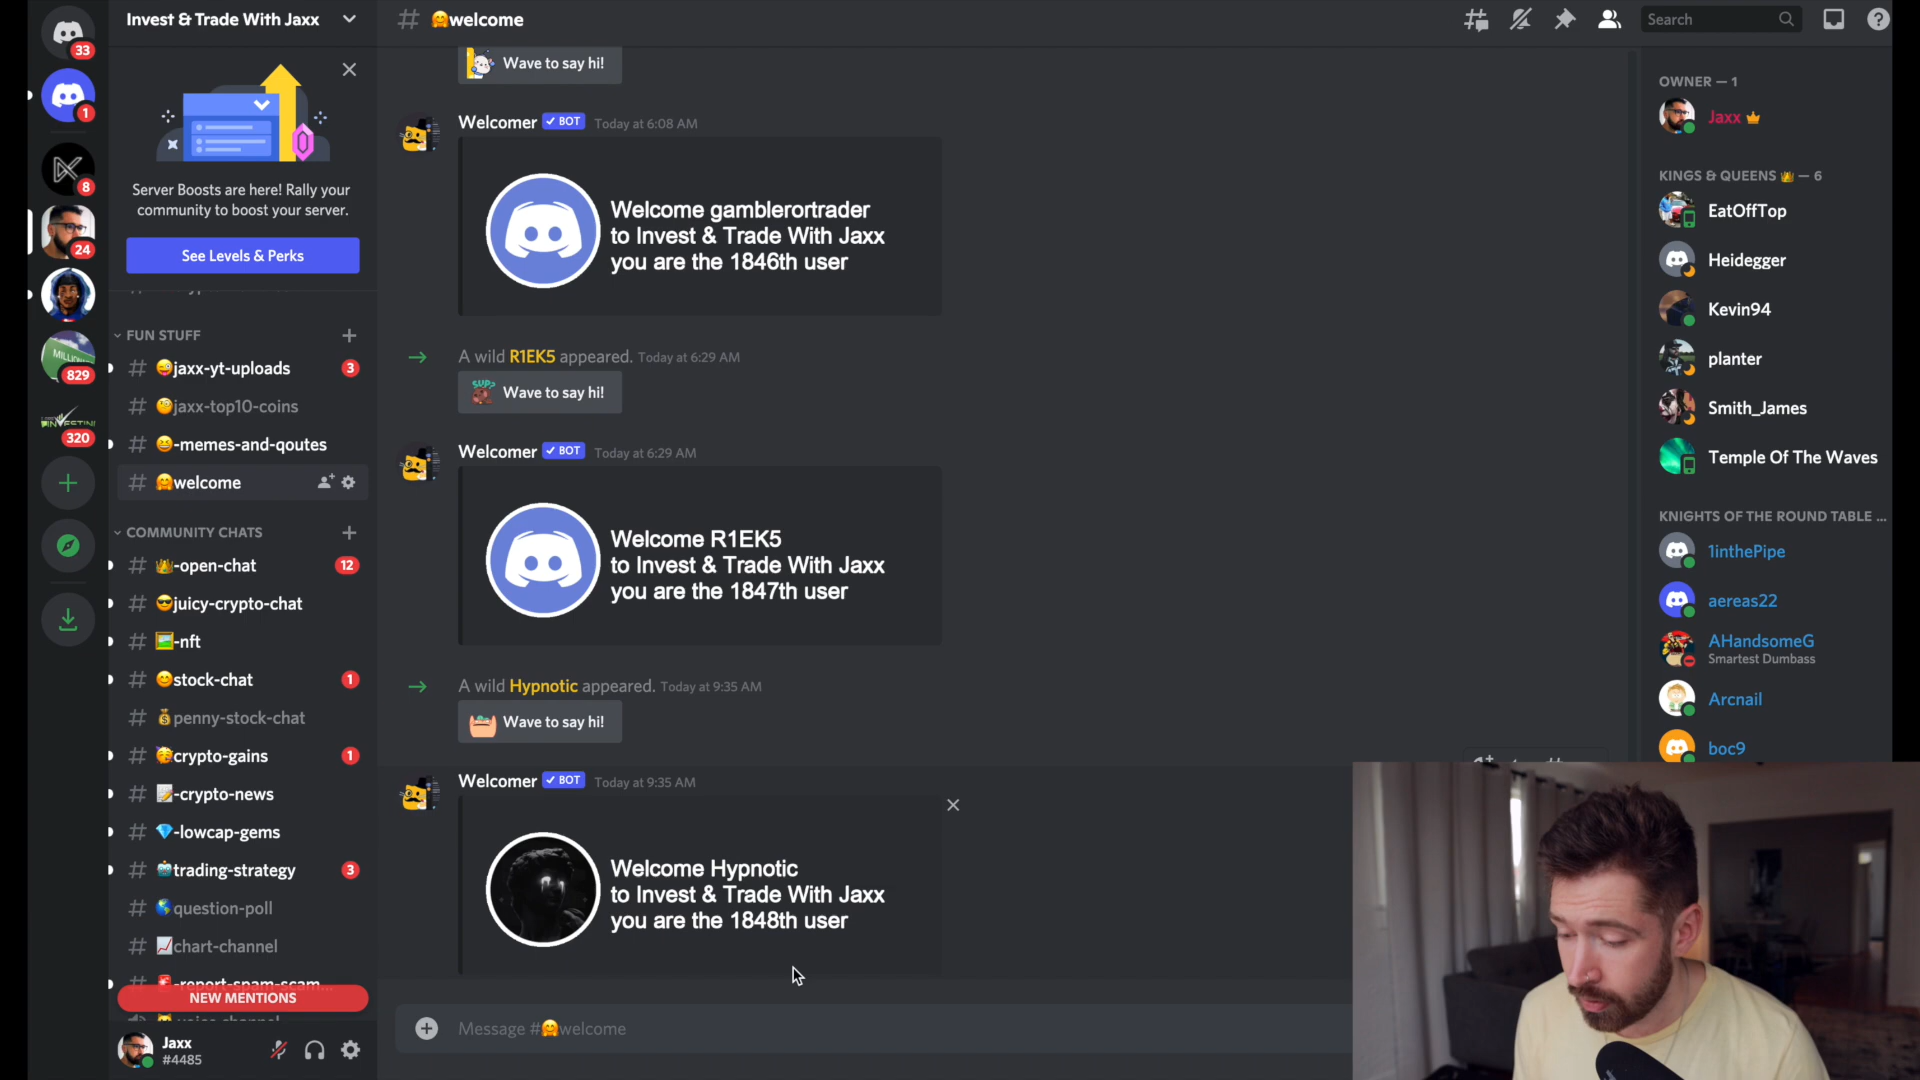 33
1
8
24
829
320
Invest & Trade With Jaxx
Server Boosts are here! Rally your
community to boost your server.
See Levels & Perks
FUN STUFF
jaxx-yt-uploads 3
jaxx-top10-coins
-memes-and-qoutes
welcome
COMMUNITY CHATS
-open-chat 12
juicy-crypto-chat
-nft
stock-chat 1
penny-stock-chat
crypto-gains 1
-crypto-news
-lowcap-gems
trading-strategy 3
question-poll
chart-channel
-report-spam-scam...
NEW MENTIONS
Jaxx
#4485
# welcome
Search
Wave to say hi!
Welcomer BOT Today at 6:08 AM
Welcome gamblerortrader
to Invest & Trade With Jaxx
you are the 1846th user
A wild R1EK5 appeared. Today at 6:29 AM
SUP?
Wave to say hi!
Welcomer BOT Today at 6:29 AM
Welcome R1EK5
to Invest & Trade With Jaxx
you are the 1847th user
A wild Hypnotic appeared. Today at 9:35 AM
Wave to say hi!
Welcomer BOT Today at 9:35 AM
Welcome Hypnotic
to Invest & Trade With Jaxx
you are the 1848th user
Message #welcome
OWNER — 1
Jaxx
KINGS & QUEENS — 6
EatOffTop
Heidegger
Kevin94
planter
Smith_James
Temple Of The Waves
KNIGHTS OF THE ROUND TABLE ...
1inthePipe
aereas22
AHandsomeG
Smartest Dumbass
Arcnail
boc9